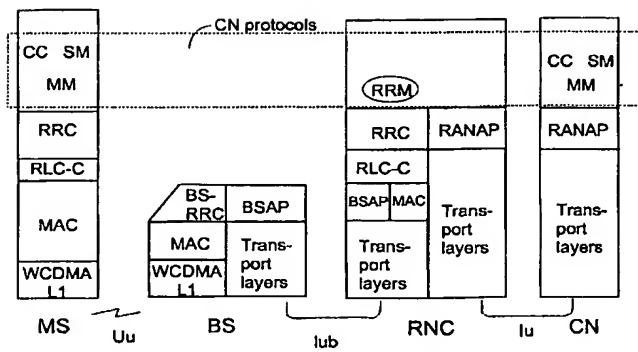 CN protocols
CC SM
MM
RRC
RLC-C
MAC
WCDMA
L1
MS
Uu
BS-
RRC
BSAP
MAC
Trans-
port
layers
WCDMA
L1
BS
Iub
RRM
RRC
RANAP
RLC-C
BSAP
MAC
Trans-
port
layers
Trans-
port
layers
RNC
Iu
CC SM
MM
RANAP
Trans-
port
layers
CN